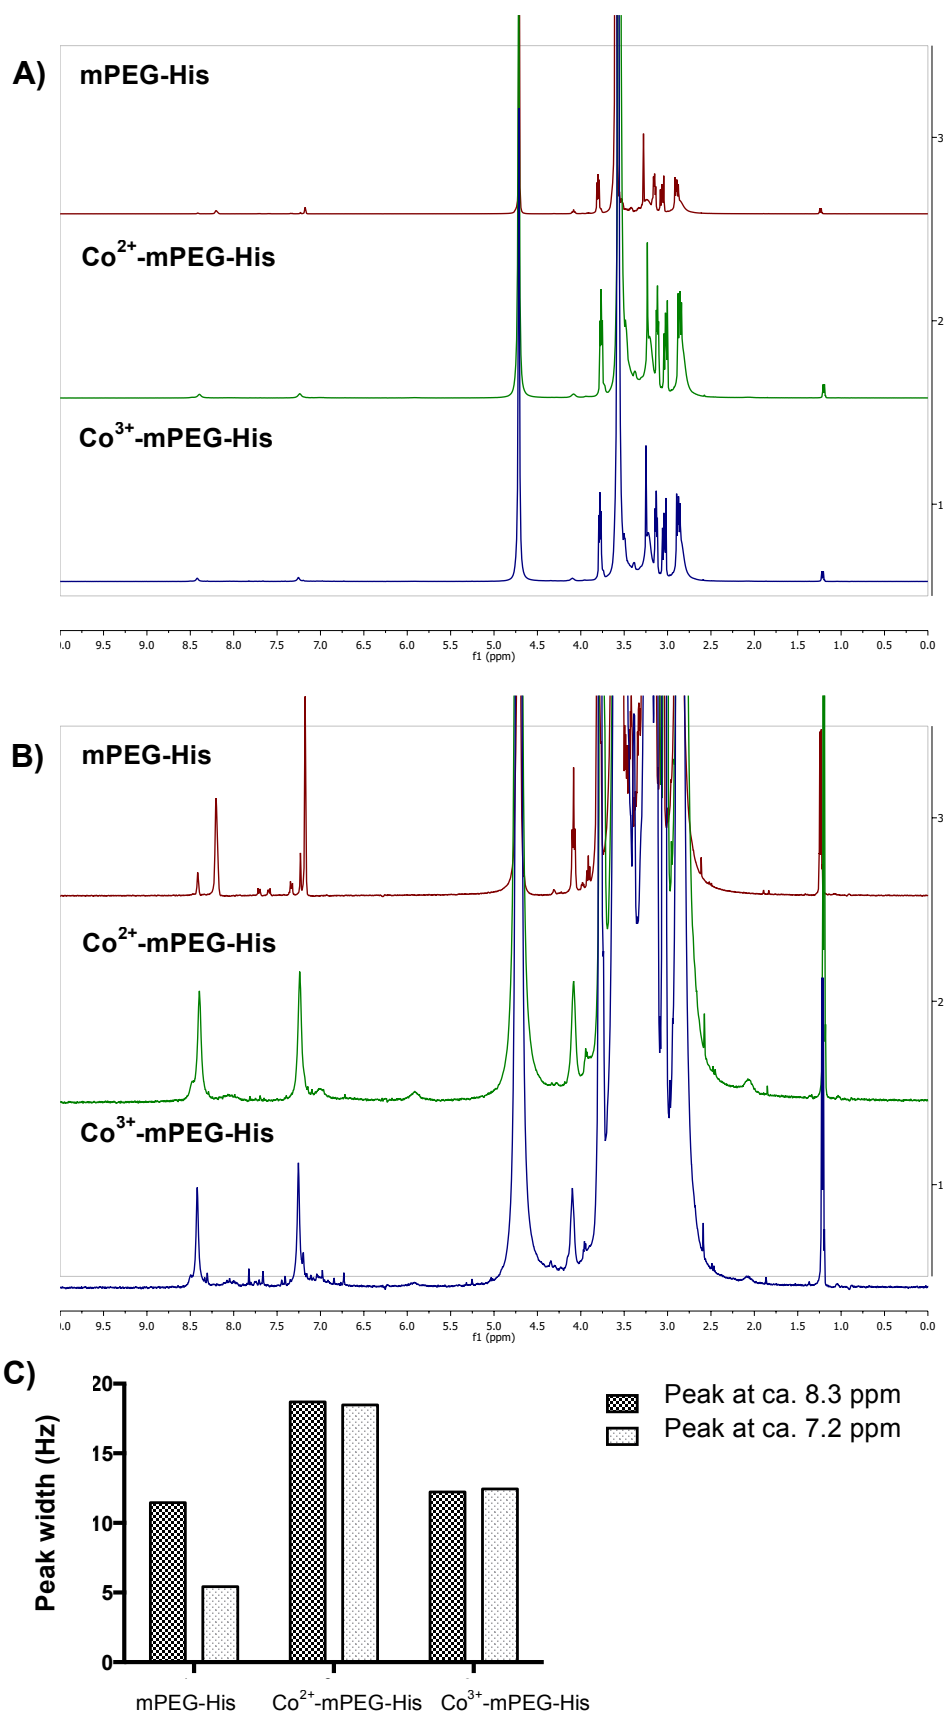 A)
mPEG-His
Co2+-mPEG-His
Co3+-mPEG-His
3
2
1
.0 9.5 9.0 8.5 8.0 7.5 7.0 6.5 6.0 5.5 5.0 4.5 4.0 3.5 3.0 2.5 2.0 1.5 1.0 0.5 0.0
f1 (ppm)
B)
mPEG-His
Co2+-mPEG-His
Co3+-mPEG-His
3
2
1
.0 9.5 9.0 8.5 8.0 7.5 7.0 6.5 6.0 5.5 5.0 4.5 4.0 3.5 3.0 2.5 2.0 1.5 1.0 0.5 0.0
f1 (ppm)
C)
Peak width (Hz)
20
15
10
5
0
mPEG-His Co2+-mPEG-His Co3+-mPEG-His
Peak at ca. 8.3 ppm
Peak at ca. 7.2 ppm